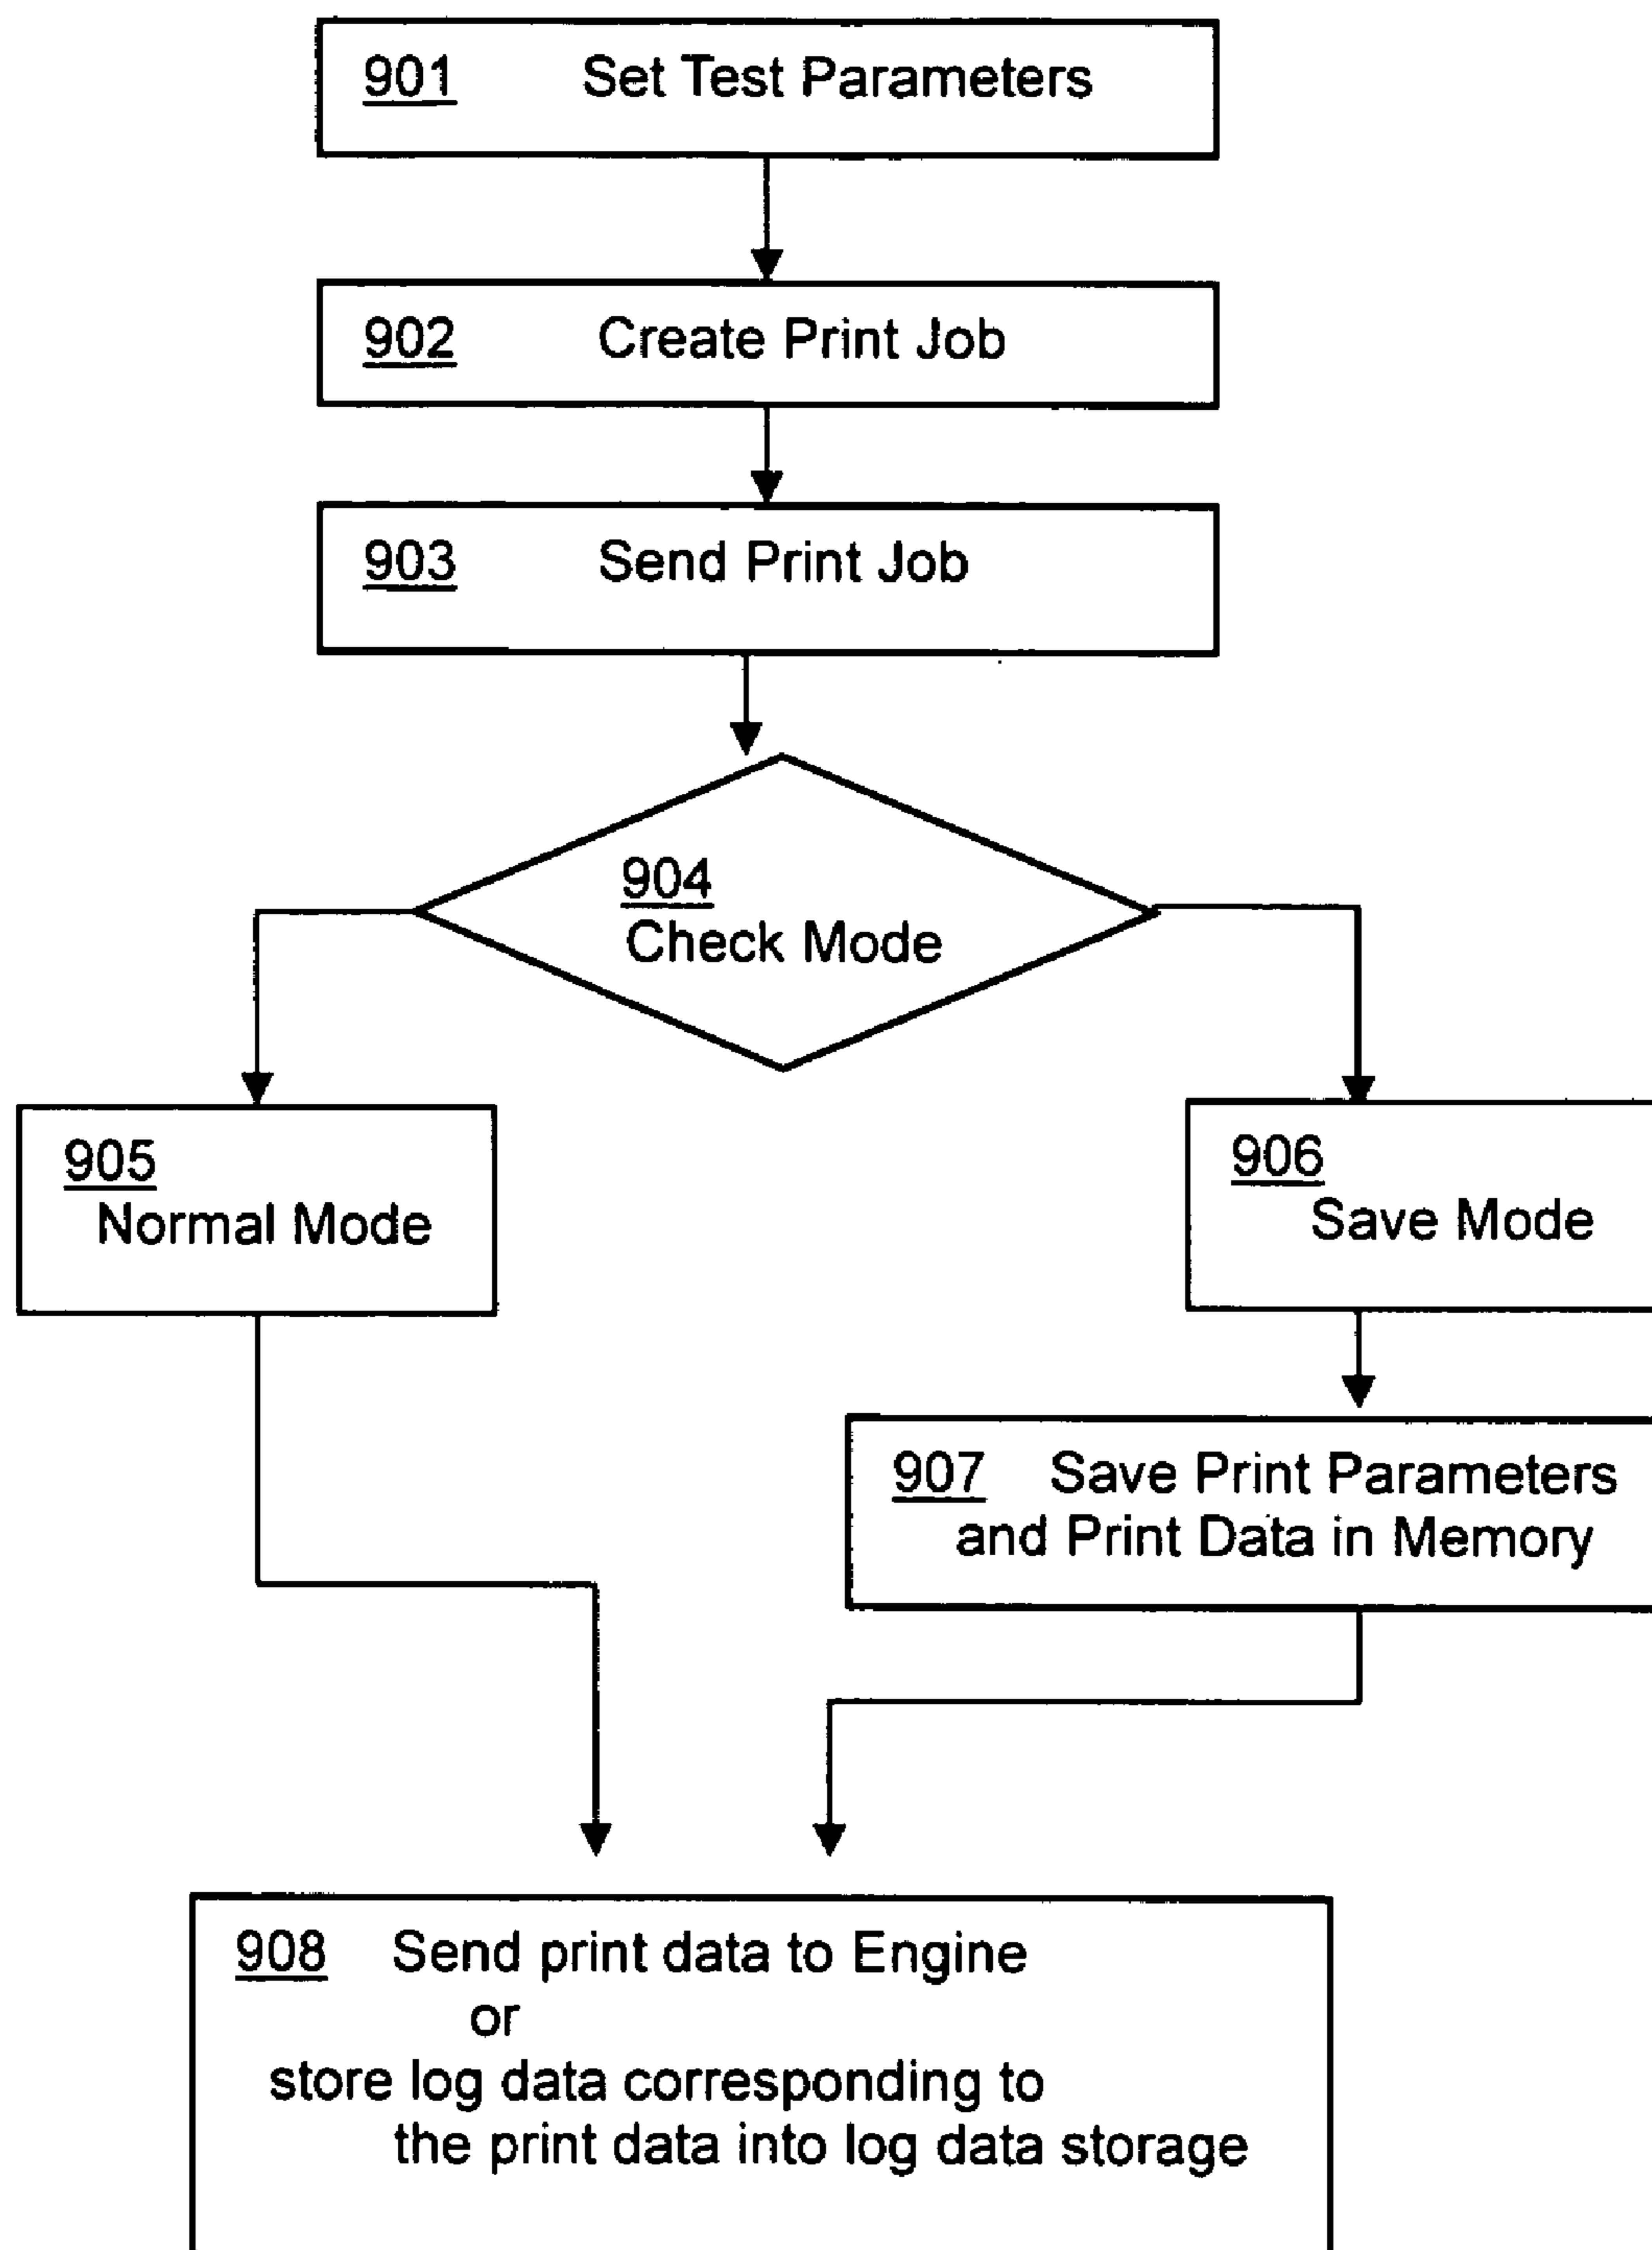 901 Set Test Parameters
902 Create Print Job
903 Send Print Job
904
Check Mode
905
Normal Mode
906
Save Mode
907 Save Print Parameters
and Print Data in Memory
908 Send print data to Engine
or
store log data corresponding to
the print data into log data storage